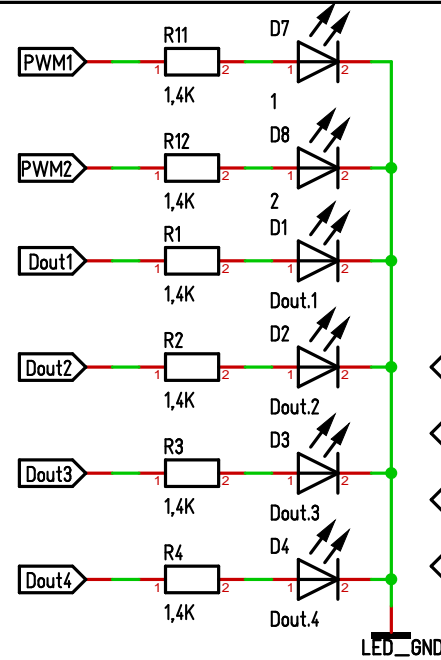 R11 D7
PWM1 1 2 1 2
1,4K 1
R12 D8
PWM2 1 2 1 2
1,4K 2
R1 D1
Dout1 1 2 1 2
1,4K Dout.1
R2 D2
Dout2 1 2 1 2
1,4K Dout.2
R3 D3
Dout3 1 2 1 2
1,4K Dout.3
R4 D4
Dout4 1 2 1 2
1,4K Dout.4
LED_GND